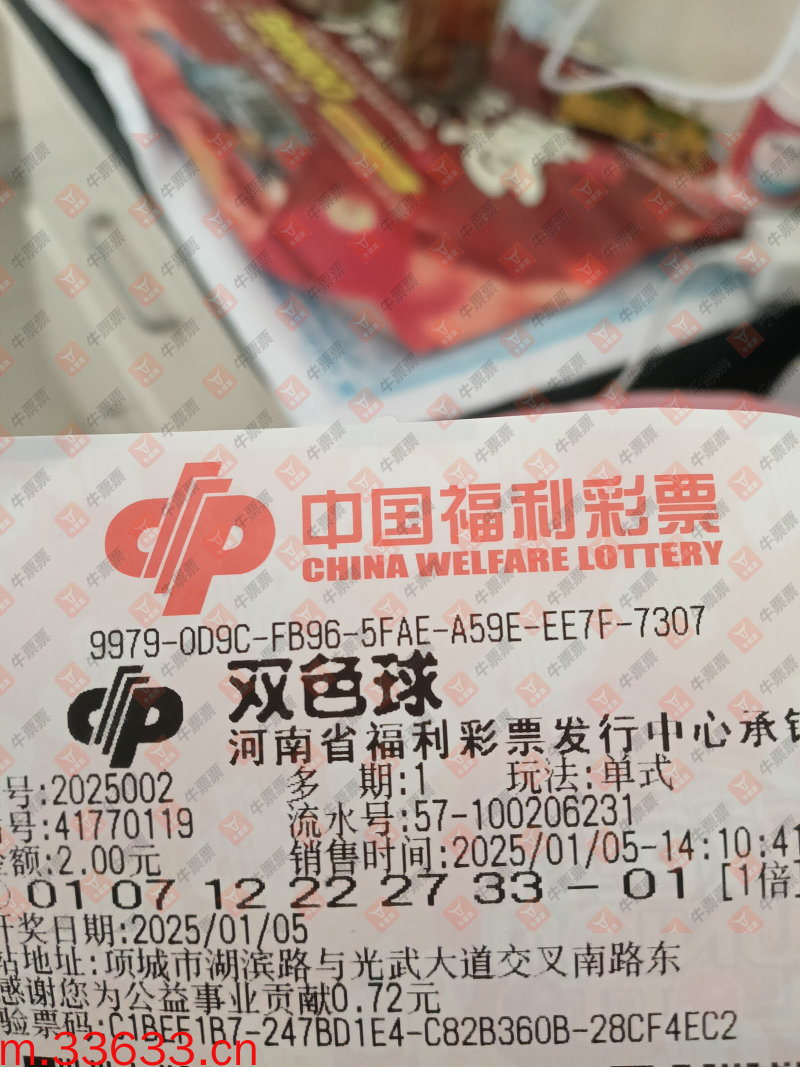 中国福利彩票
CHINA WELFARE LOTTERY
9979-0D9C-FB96-5FAE-A59E-EE7F-7307
双色球
河南省福利彩票发行中心承销
号:2025002 多 期:1 玩法:单式
号:41770119 流水号:57-100206231
金额:2.00元 销售时间:2025/01/05-14:10:41
01 07 12 22 27 33 - 01 [1倍]
开奖日期:2025/01/05
站地址:项城市湖滨路与光武大道交叉南路东
感谢您为公益事业贡献0.72元
验票码:C1BEE1B7-247BD1E4-C82B360B-28CF4EC2
m.33633.cn
牛票票